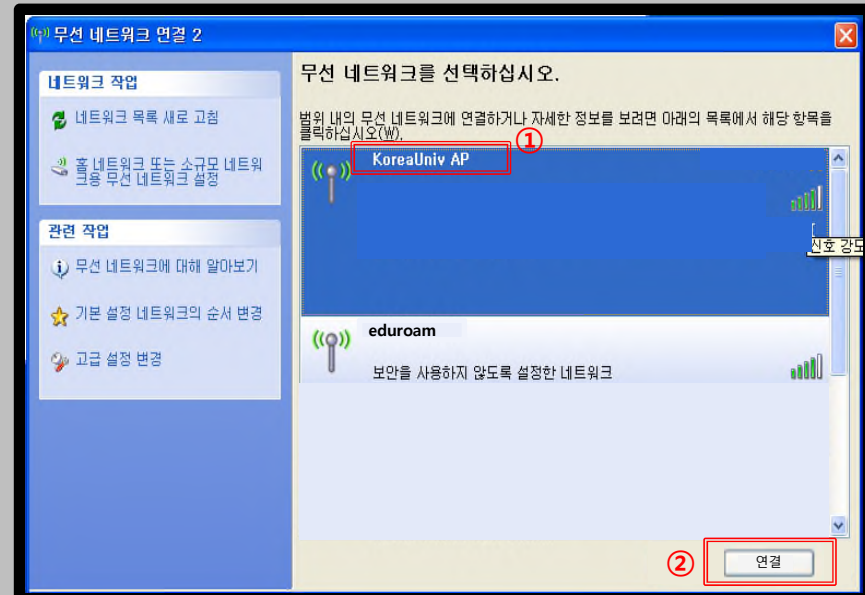 무선 네트워크 연결 2
네트워크 작업
네트워크 목록 새로 고침
홈 네트워크 또는 소규모 네트워
크용 무선 네트워크 설정
관련 작업
무선 네트워크에 대해 알아보기
기본 설정 네트워크의 순서 변경
고급 설정 변경
무선 네트워크를 선택하십시오.
범위 내의 무선 네트워크에 연결하거나 자세한 정보를 보려면 아래의 목록에서 해당 항목을
클릭하십시오(W).
①
KoreaUniv AP
신호 강도
eduroam
보안을 사용하지 않도록 설정한 네트워크
②
연결